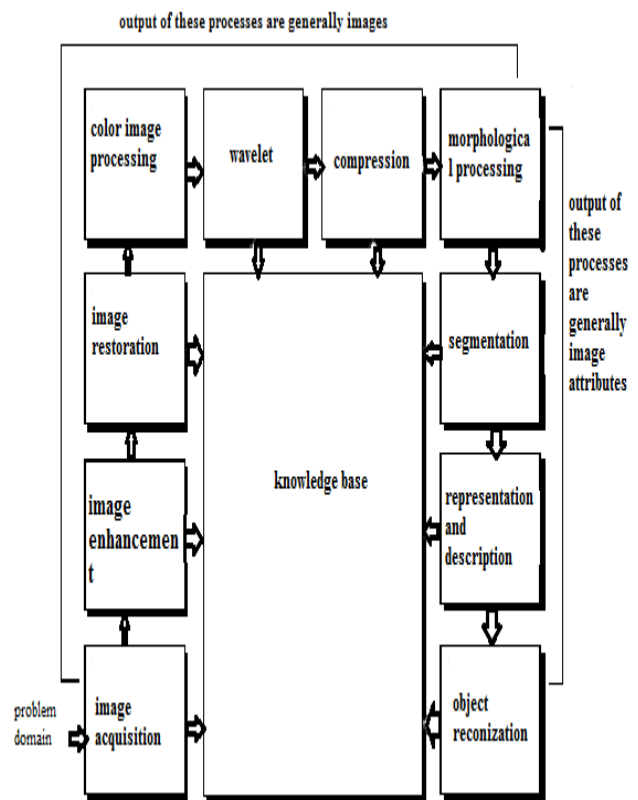 output of these processes are generally images
color image
processing
wavelet
compression
morphologica
l processing
output of
these
processes
are
generally
image
attributes
image
restoration
segmentation
knowledge base
image
enhancemen
t
representation
and
description
problem
domain
image
acquisition
object
reconization